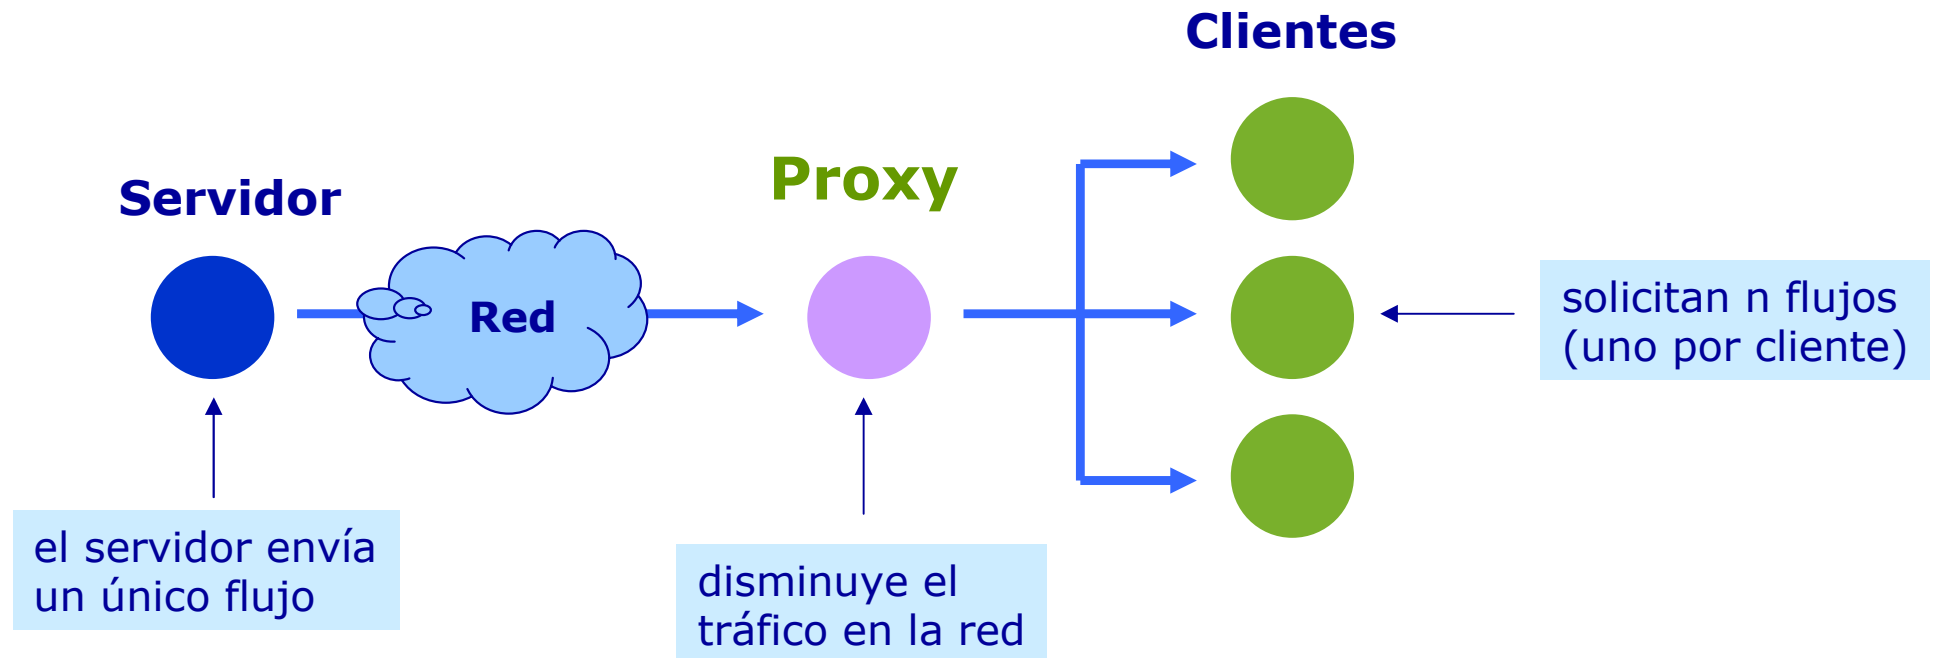 Clientes
Proxy
Servidor
Red
solicitan n flujos
(uno por cliente)
el servidor envía
un único flujo
disminuye el
tráfico en la red